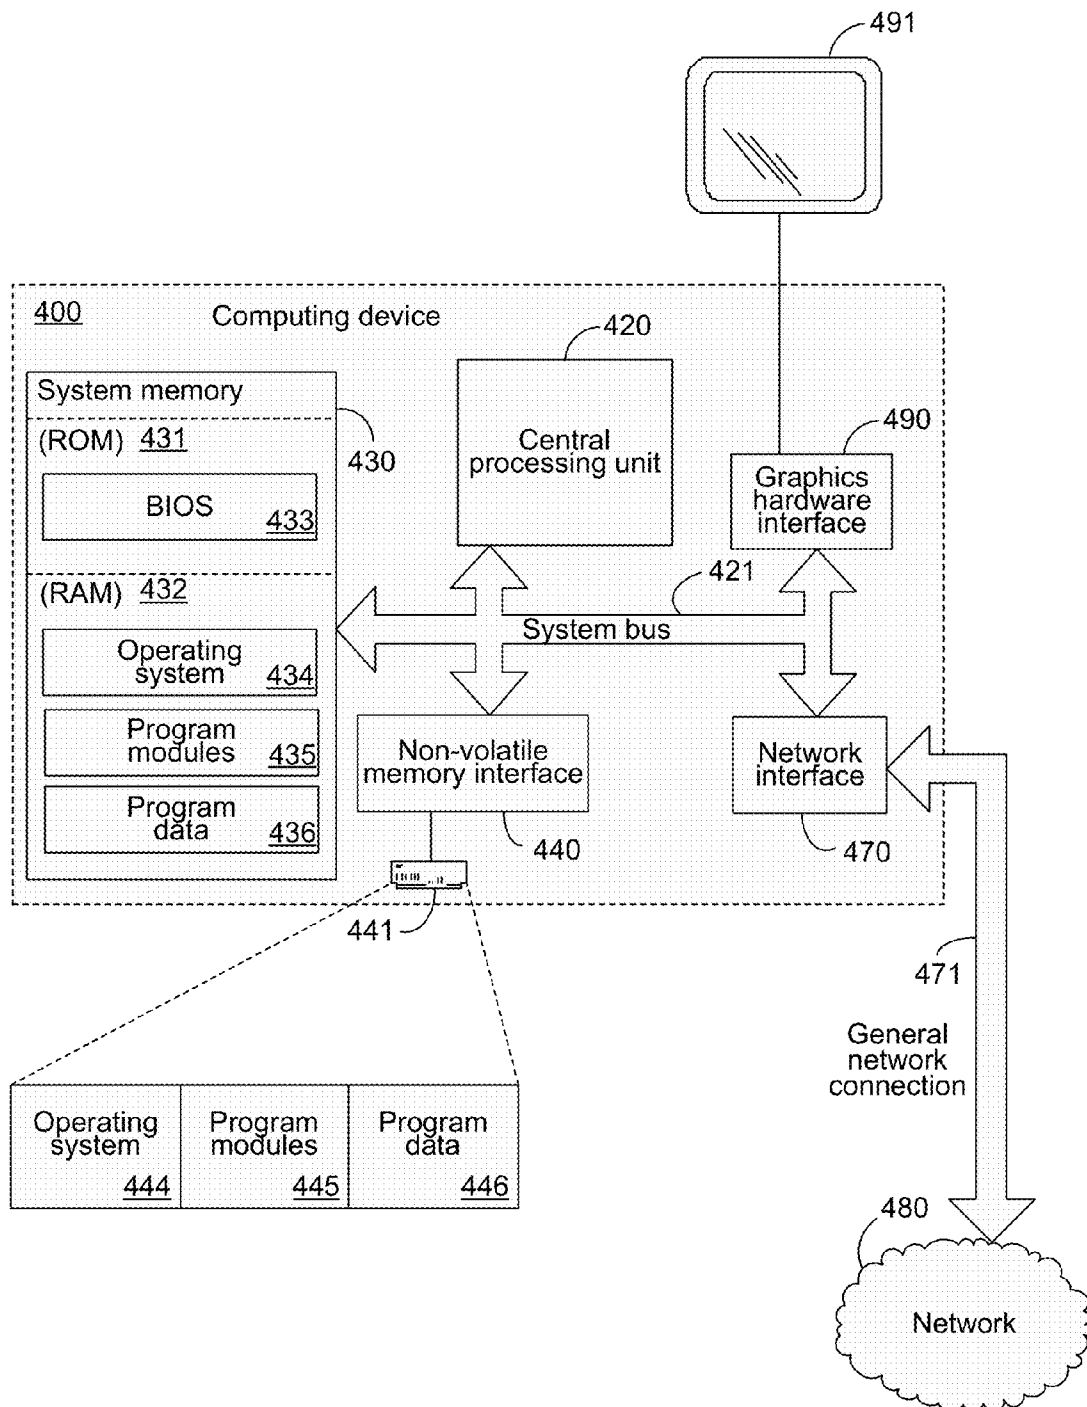 491
400
Computing device
420
System memory
(ROM) 431
430
BIOS
433
Central
processing unit
490
Graphics
hardware
interface
421
(RAM) 432
System bus
Operating
system
434
Program
modules
435
Program
data
436
Non-volatile
memory interface
440
Network
interface
470
441
471
General
network
connection
Operating
system
444
Program
modules
445
Program
data
446
480
Network